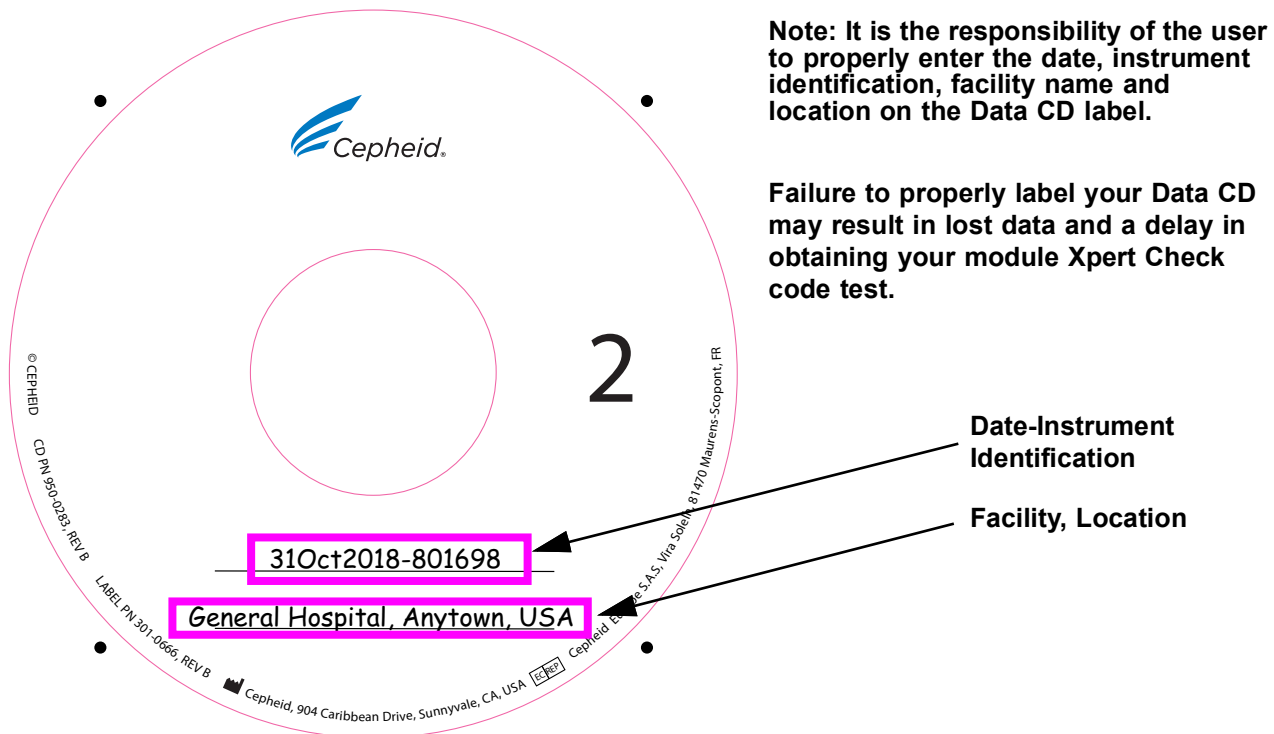 Note: It is the responsibility of the user
to properly enter the date, instrument
identification, facility name and
location on the Data CD label.
Cepheid®
Failure to properly label your Data CD
may result in lost data and a delay in
obtaining your module Xpert Check
code test.
2
Date-Instrument
Identification
Facility, Location
31Oct2018-801698
General Hospital, Anytown, USA
© CEPHEID CD PN 950-0283, REV B LABEL PN 301-0666, REV B Cepheid, 904 Caribbean Drive, Sunnyvale, CA, USA EC REP Cepheid S.A.S, Vira Solelh, 81470 Maurens-Scopont, FR